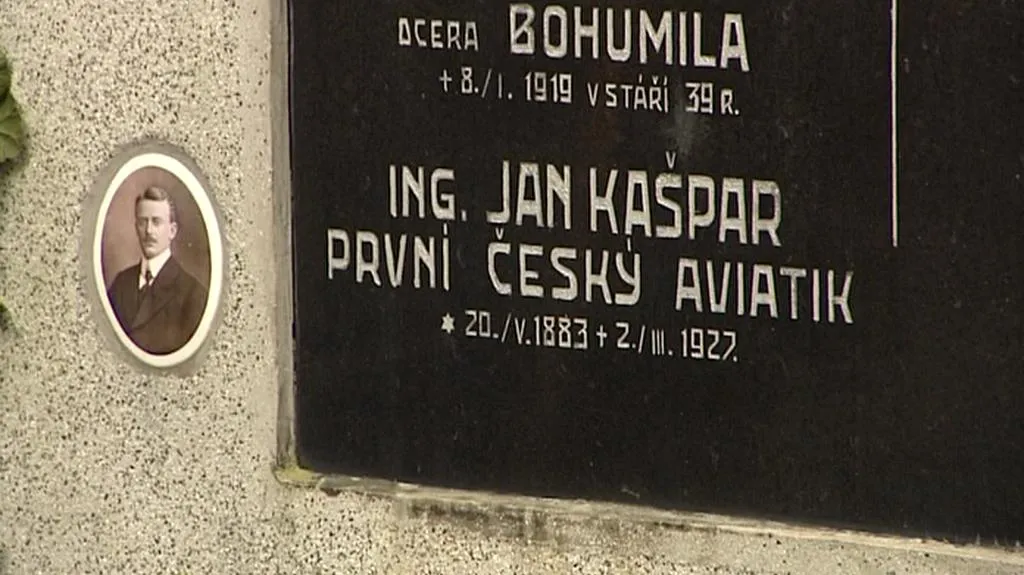 DCERA BOHUMILA
+ 8./I. 1919 V STÁŘÍ 39 R.
ING. JAN KAŠPAR
PRVNÍ ČESKÝ AVIATIK
* 20./V. 1883 + 2./III. 1927.